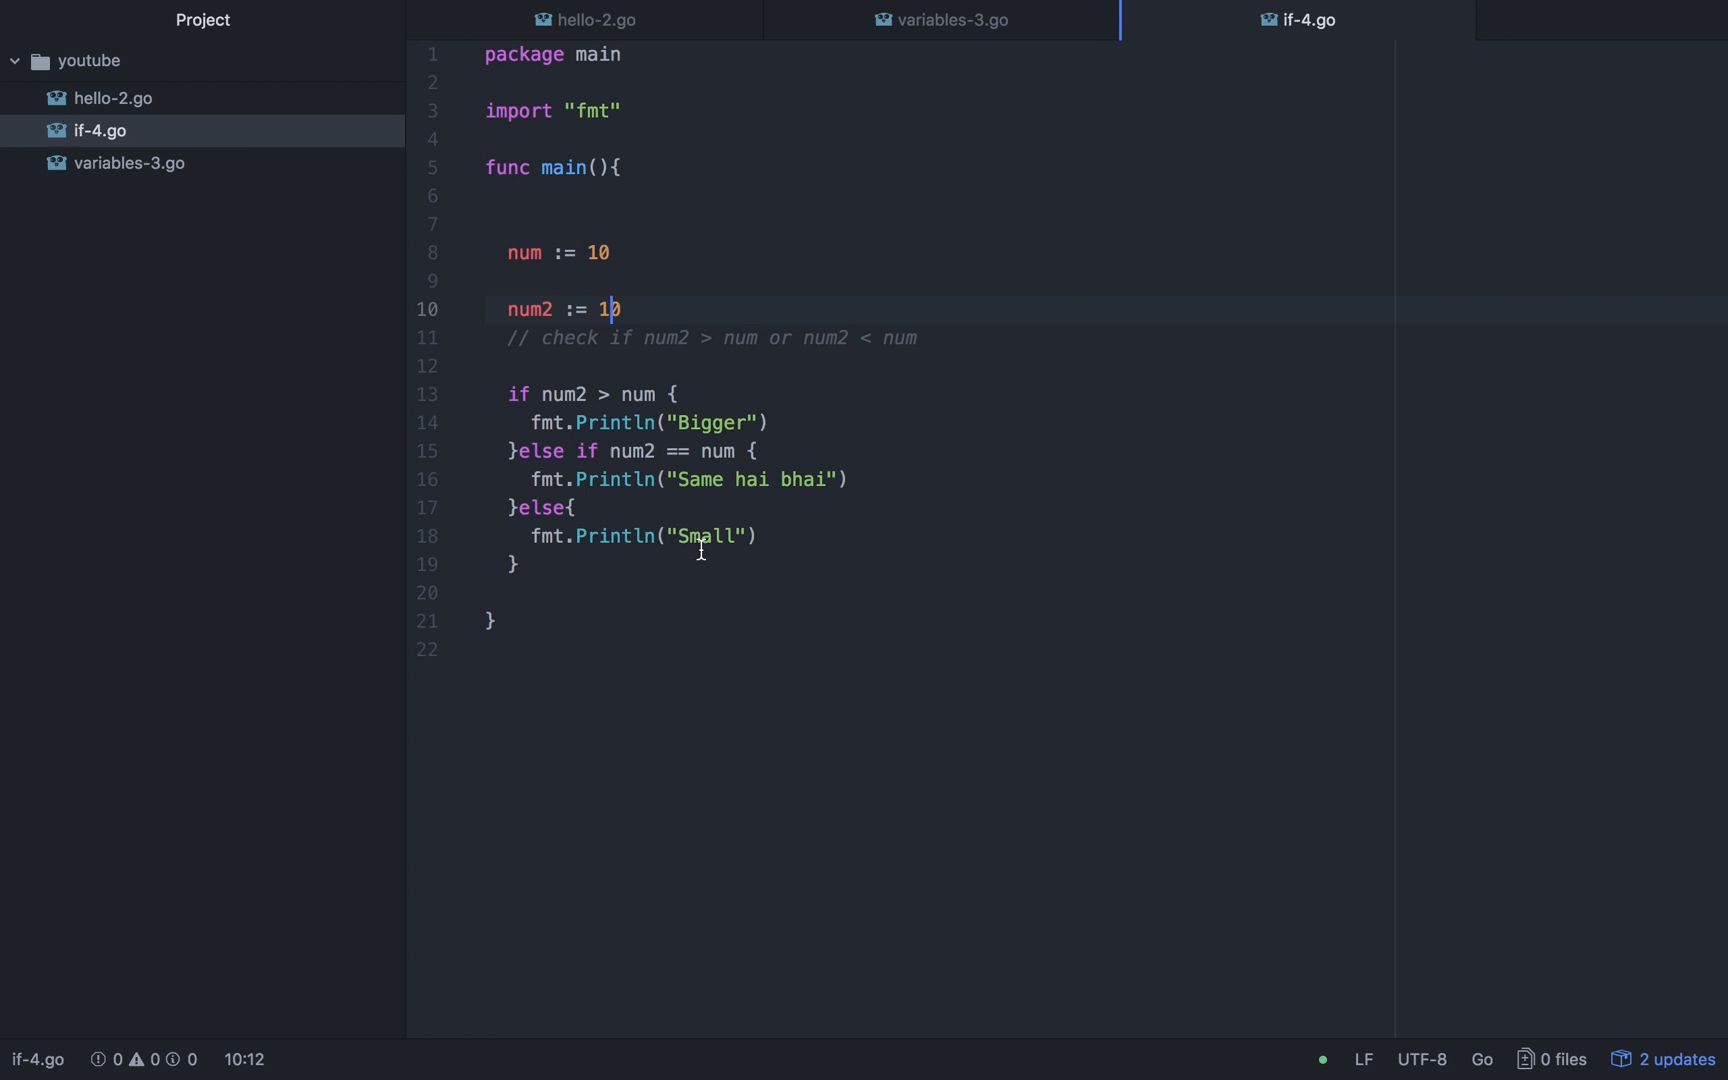 Project
hello-2.go
variables-3.go
if-4.go
youtube
hello-2.go
if-4.go
variables-3.go
1 package main
2
3 import "fmt"
4
5 func main(){
6
7
8 num := 10
9
10 num2 := 10
11 // check if num2 > num or num2 < num
12
13 if num2 > num {
14 fmt.Println("Bigger")
15 }else if num2 == num {
16 fmt.Println("Same hai bhai")
17 }else{
18 fmt.Println("Small")
19 }
20
21 }
22
if-4.go 0 0 0 10:12 LF UTF-8 Go 0 files 2 updates